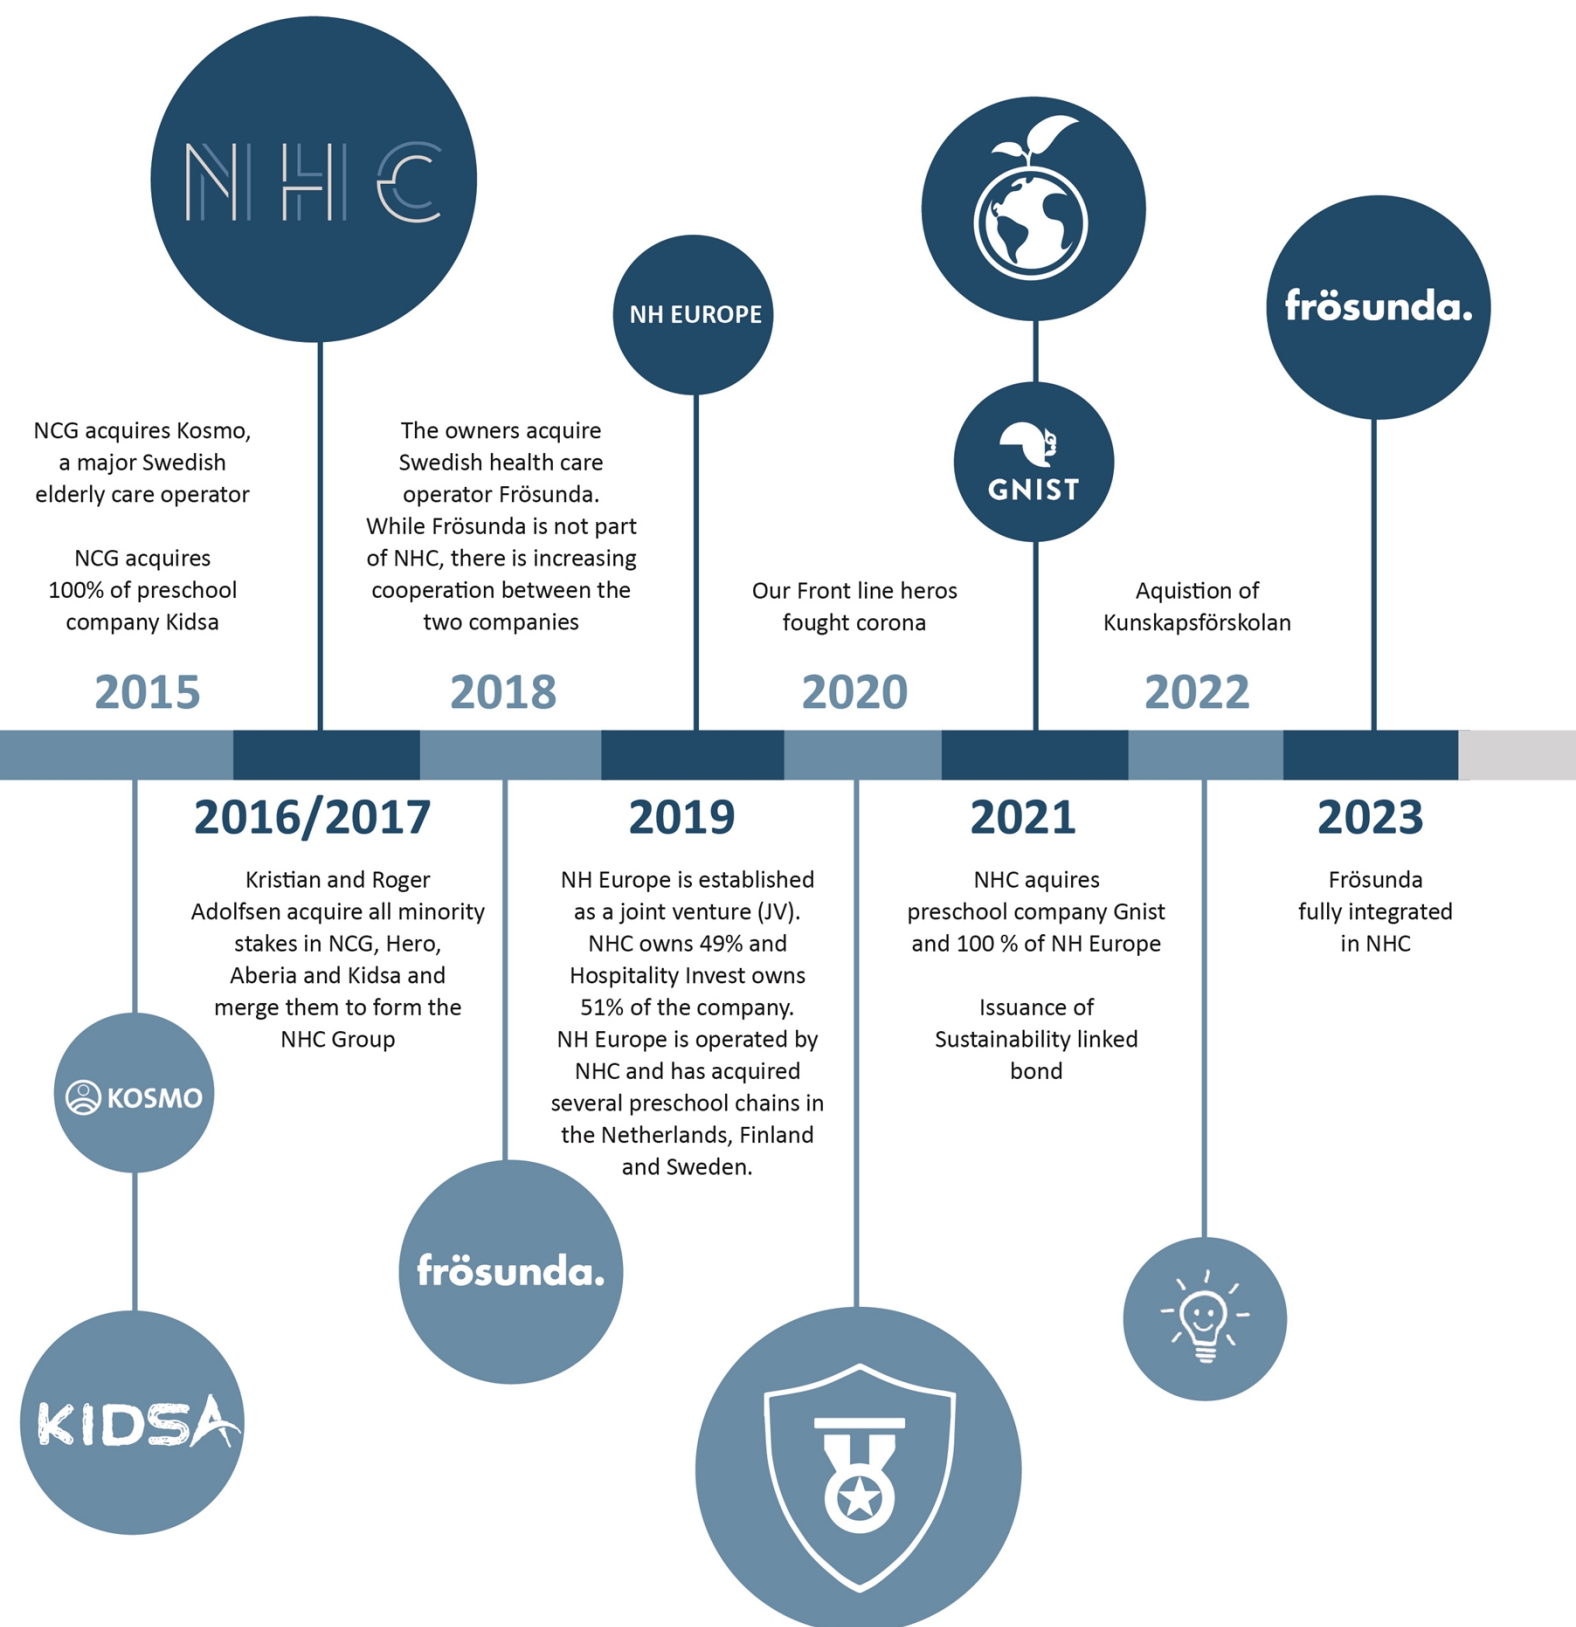 NHC
NH EUROPE
frösunda.
GNIST
NCG acquires Kosmo,
a major Swedish
elderly care operator
NCG acquires
100% of preschool
company Kidsa
2015
The owners acquire
Swedish health care
operator Frösunda.
While Frösunda is not part
of NHC, there is increasing
cooperation between the
two companies
2018
Our Front line heros
fought corona
2020
Aquistion of
Kunskapsförskolan
2022
2016/2017
Kristian and Roger
Adolfsen acquire all minority
stakes in NCG, Hero,
Aberia and Kidsa and
merge them to form the
NHC Group
2019
NH Europe is established
as a joint venture (JV).
NHC owns 49% and
Hospitality Invest owns
51% of the company.
NH Europe is operated by
NHC and has acquired
several preschool chains in
the Netherlands, Finland
and Sweden.
2021
NHC aquires
preschool company Gnist
and 100 % of NH Europe
Issuance of
Sustainability linked
bond
2023
Frösunda
fully integrated
in NHC
KOSMO
frösunda.
KIDSA